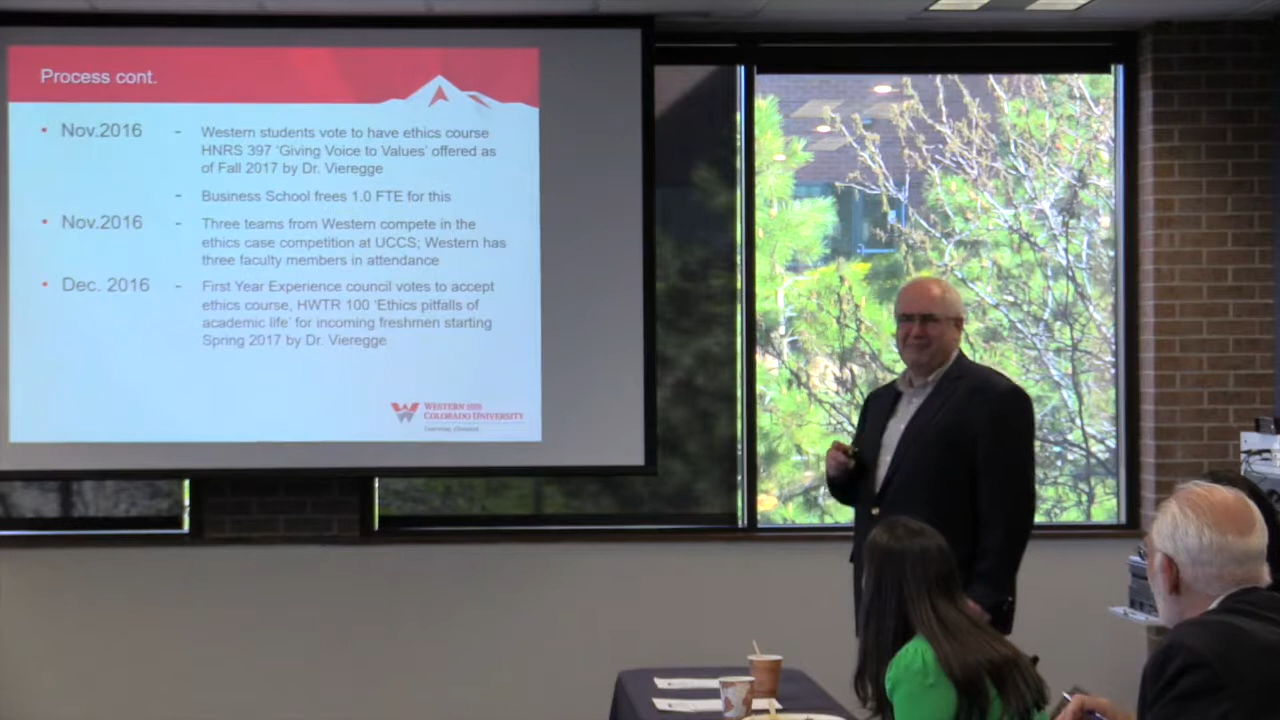 Process cont.
• Nov.2016 - Western students vote to have ethics course
HNRS 397 'Giving Voice to Values' offered as
of Fall 2017 by Dr. Vieregge
- Business School frees 1.0 FTE for this
• Nov.2016 - Three teams from Western compete in the
ethics case competition at UCCS; Western has
three faculty members in attendance
• Dec. 2016 - First Year Experience council votes to accept
ethics course, HWTR 100 'Ethics pitfalls of
academic life' for incoming freshmen starting
Spring 2017 by Dr. Vieregge
WESTERN
COLORADO UNIVERSITY